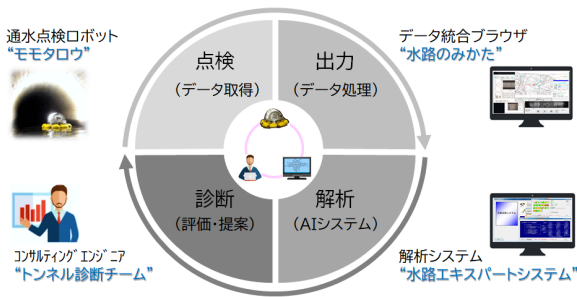 通水点検ロボット
“モモタロウ”
データ統合ブラウザ
“水路のみかた”
点検
(データ取得)
出力
(データ処理)
診断
(評価・提案)
解析
(AIシステム)
コンサルティングエンジニア
“トンネル診断チーム”
解析システム
“水路エキスパートシステム”